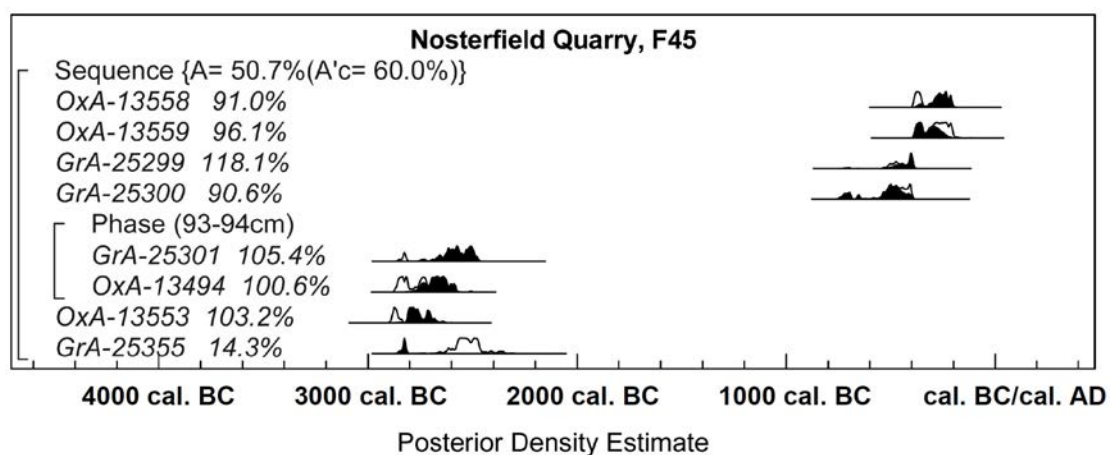 Nosterfield Quarry, F45
Sequence {A= 50.7%(A'c= 60.0%)}
OxA-13558 91.0%
OxA-13559 96.1%
GrA-25299 118.1%
GrA-25300 90.6%
Phase (93-94cm)
GrA-25301 105.4%
OxA-13494 100.6%
OxA-13553 103.2%
GrA-25355 14.3%
4000 cal. BC 3000 cal. BC 2000 cal. BC 1000 cal. BC cal. BC/cal. AD
Posterior Density Estimate